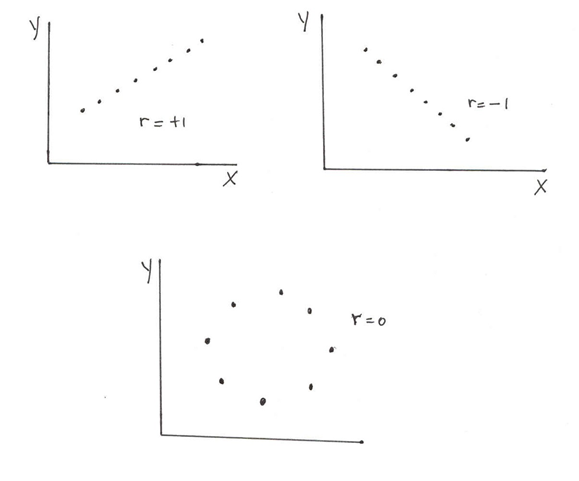 y
r = +1
x
y
r = -1
x
y
r = 0